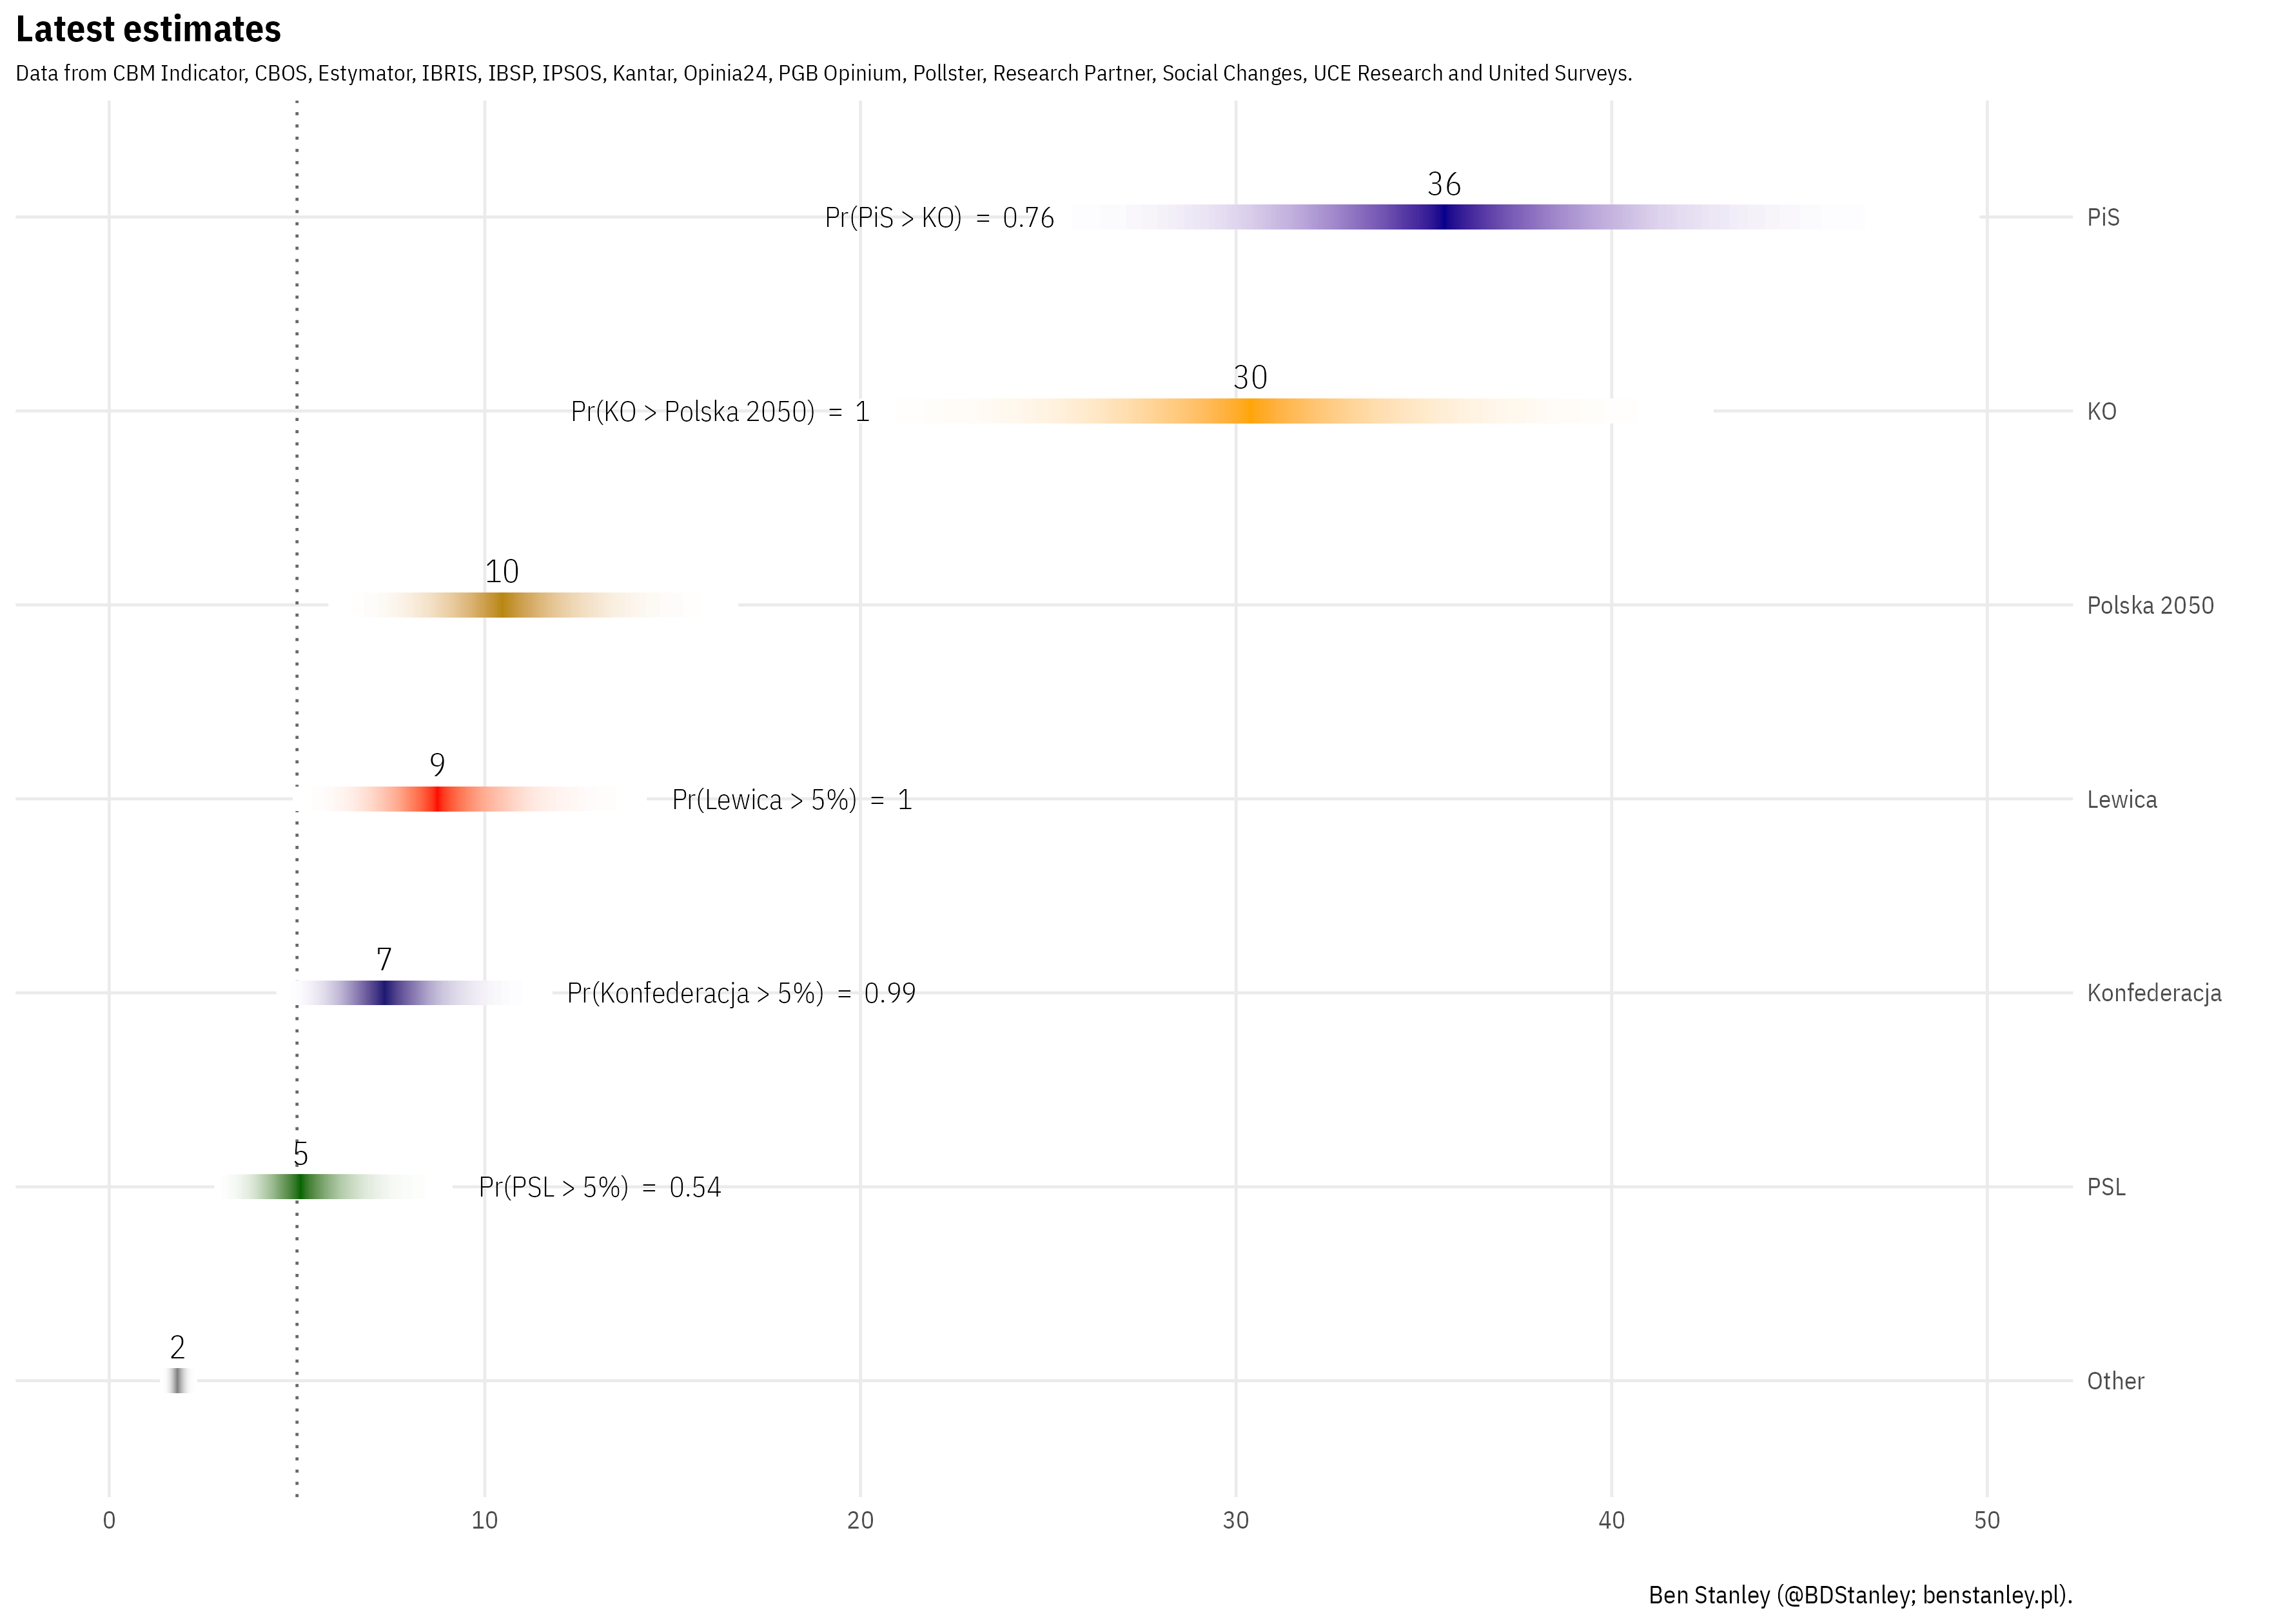 Latest estimates
Data from CBM Indicator, CBOS, Estymator, IBRIS, IBSP, IPSOS, Kantar, Opinia24, PGB Opinium, Pollster, Research Partner, Social Changes, UCE Research and United Surveys.
36
Pr(PiS > KO) = 0.76
PiS
30
Pr(KO > Polska 2050) = 1
KO
10
Polska 2050
9
Pr(Lewica > 5%) = 1
Lewica
7
Pr(Konfederacja > 5%) = 0.99
Konfederacja
5
Pr(PSL > 5%) = 0.54
PSL
2
Other
0 10 20 30 40 50
Ben Stanley (@BDStanley; benstanley.pl).